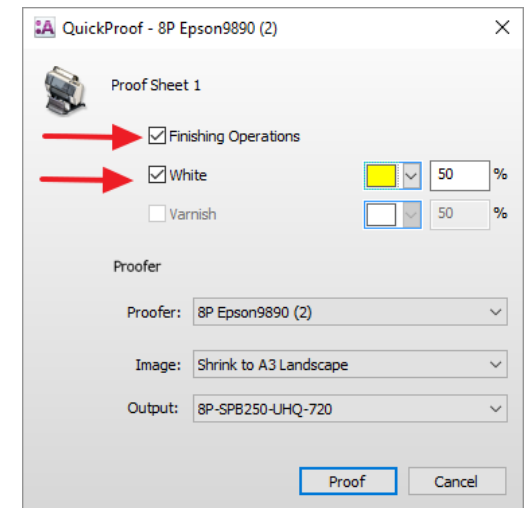 QuickProof - 8P Epson9890 (2)
Proof Sheet 1
Finishing Operations
White 50 %
Varnish 50 %
Proofer
Proofer: 8P Epson9890 (2)
Image: Shrink to A3 Landscape
Output: 8P-SPB250-UHQ-720
Proof Cancel